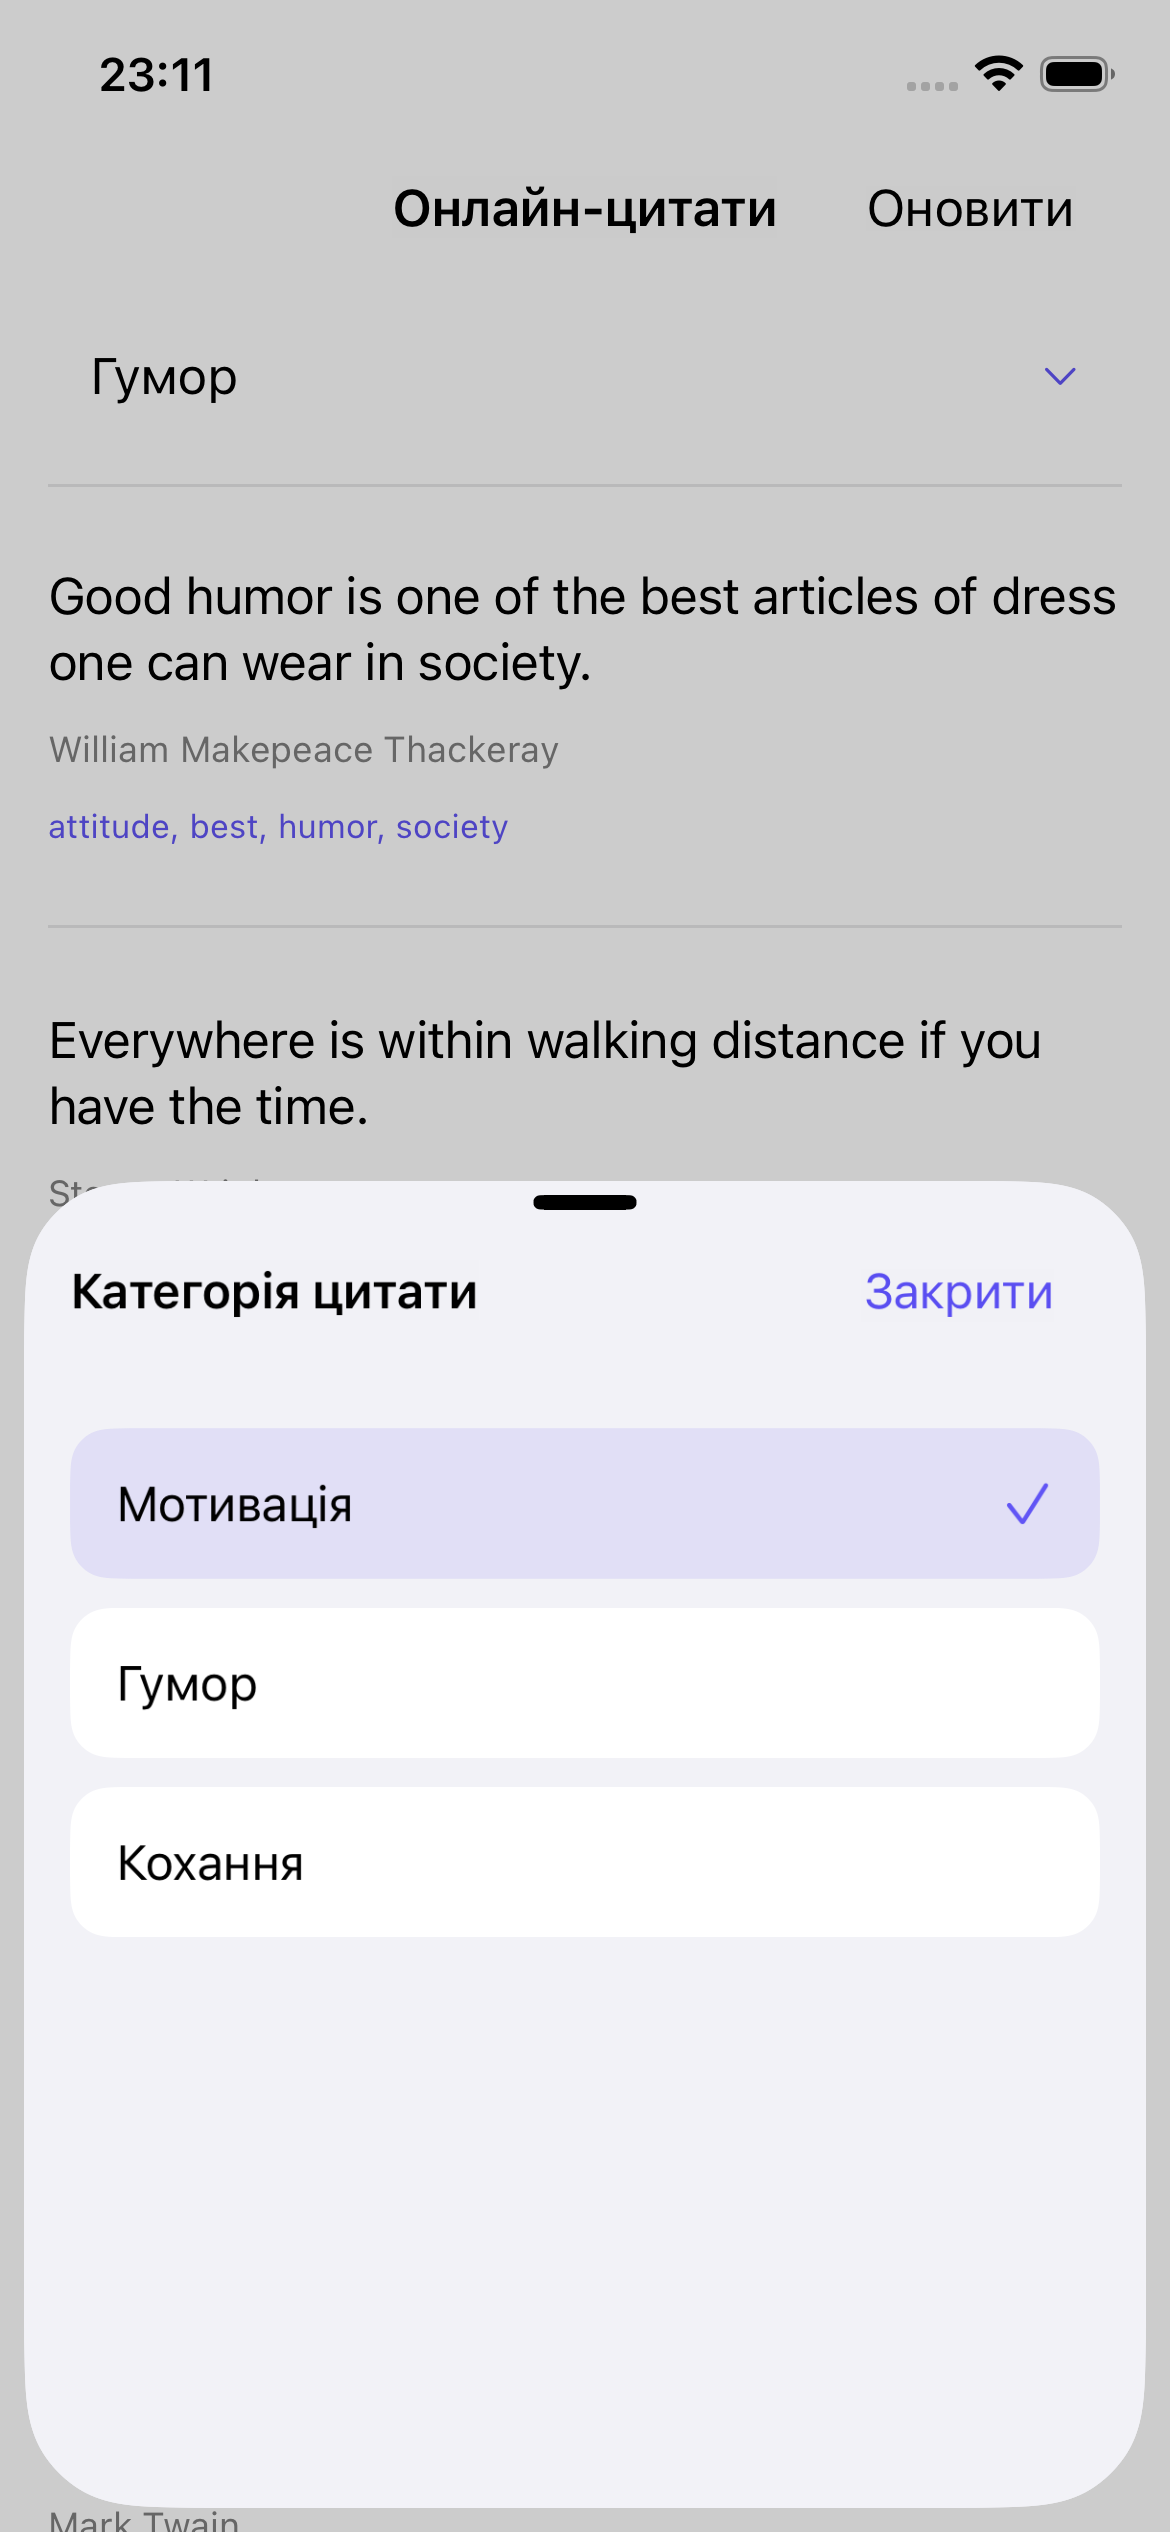 23:11
Онлайн-цитати
Оновити
Гумор
Good humor is one of the best articles of dress
one can wear in society.
William Makepeace Thackeray
attitude, best, humor, society
Everywhere is within walking distance if you
have the time.
Категорія цитати
Закрити
Мотивація
Гумор
Кохання
Mark Twain